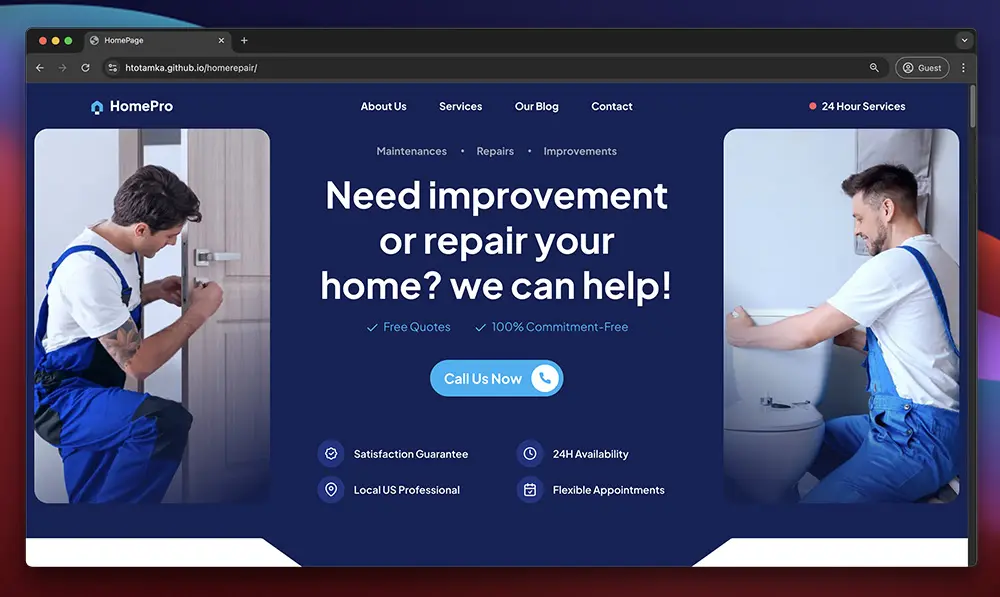 HomePage
htotamka.github.io/homerepair/
Guest
HomePro
About Us
Services
Our Blog
Contact
24 Hour Services
Maintenances • Repairs • Improvements
Need improvement
or repair your
home? we can help!
Free Quotes
100% Commitment-Free
Call Us Now
Satisfaction Guarantee
24H Availability
Local US Professional
Flexible Appointments